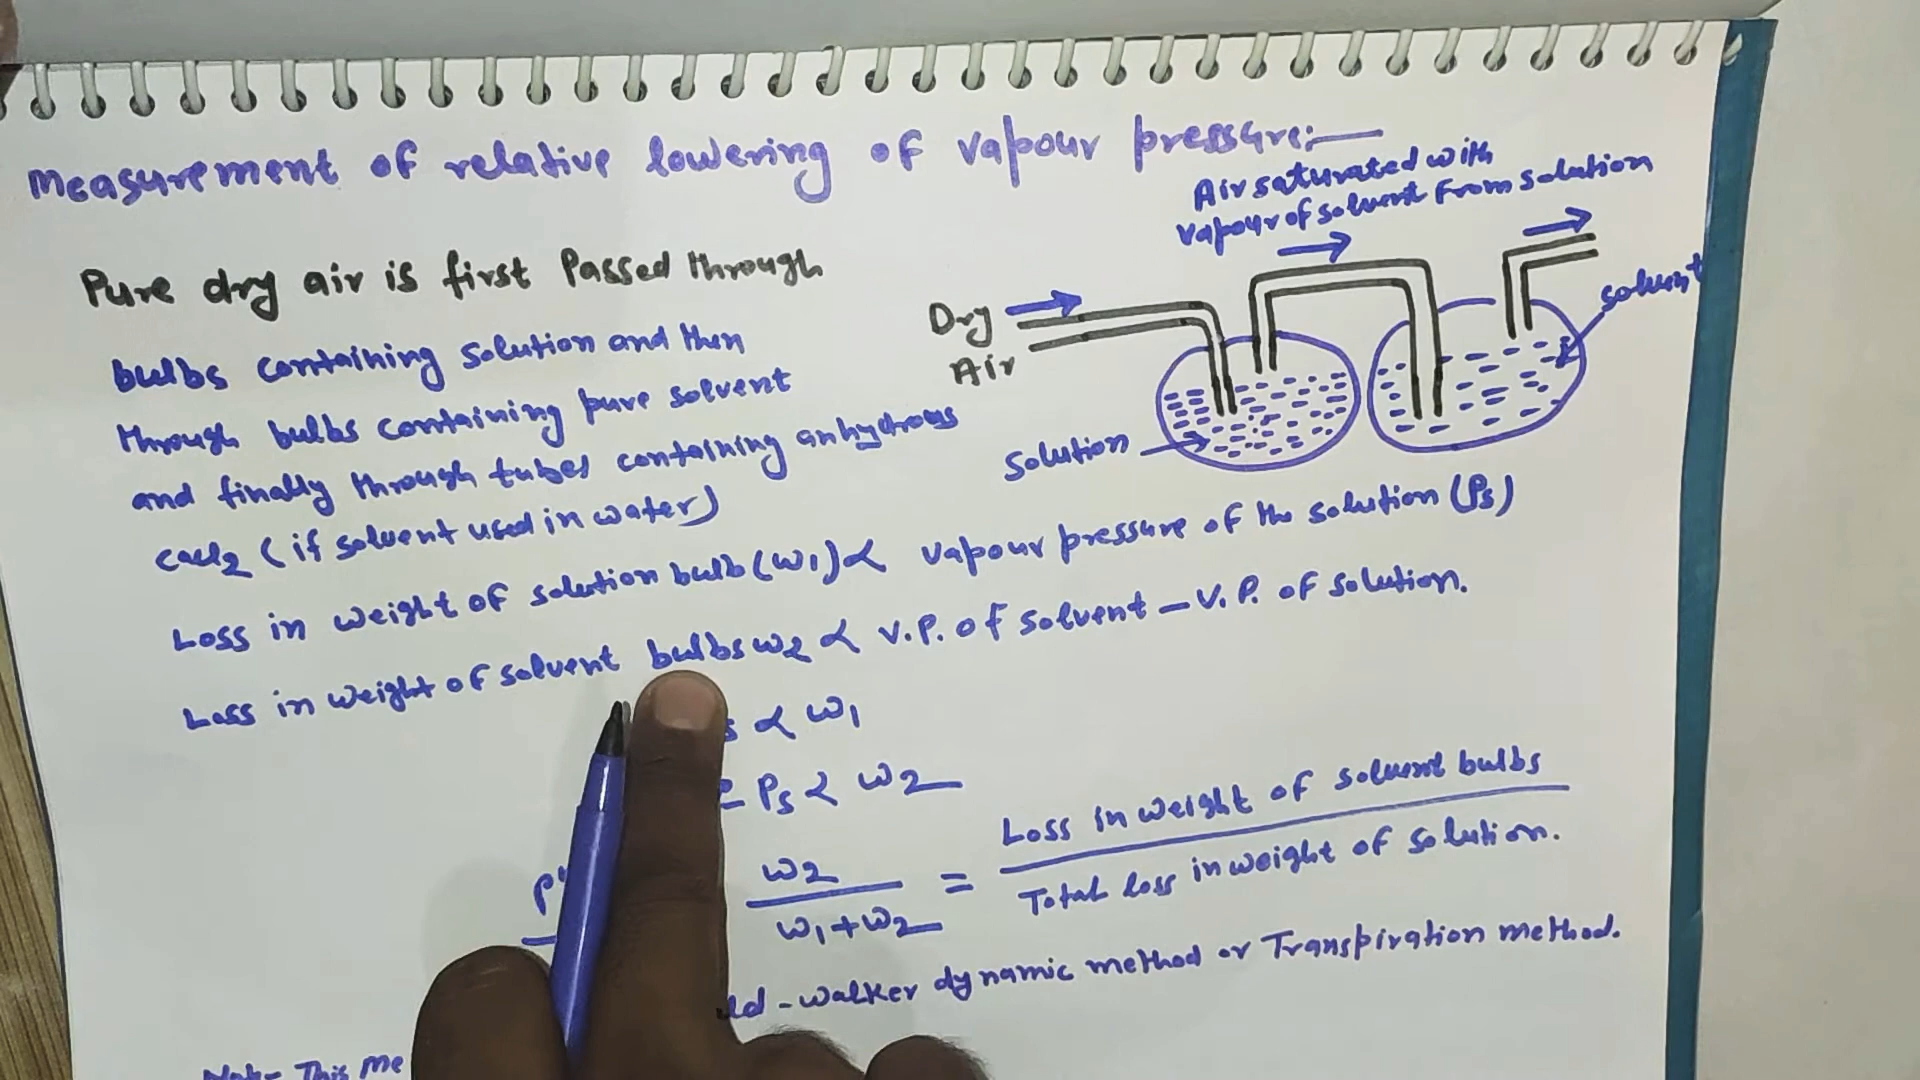 Measurement of relative lowering of vapour pressure:—
Air saturated with
vapour of solvent from solution
Pure dry air is first Passed through
bulbs containing solution and then
through bulbs containing pure solvent
and finally through tubes containing anhydrous
CaCl2 (if solvent used in water)
Dry
Air
solvent
solution
Loss in weight of solution bulb (w1) ∝ vapour pressure of the solution (Ps)
Loss in weight of solvent bulbs w2 ∝ v.p. of solvent – V.P. of solution.
s ∝ w1
Ps ∝ w2
w2 / w1+w2 = Loss in weight of solvent bulbs / Total loss in weight of solution.
ld - walker dynamic method or Transpiration method.
Note- This me